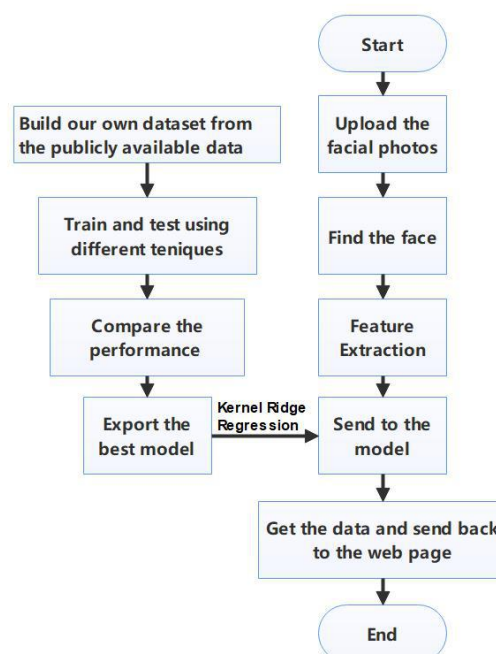 Start
Build our own dataset from
the publicly available data
Upload the
facial photos
Train and test using
different teniques
Find the face
Compare the
performance
Feature
Extraction
Export the
best model
Kernel Ridge
Regression
Send to the
model
Get the data and send back
to the web page
End